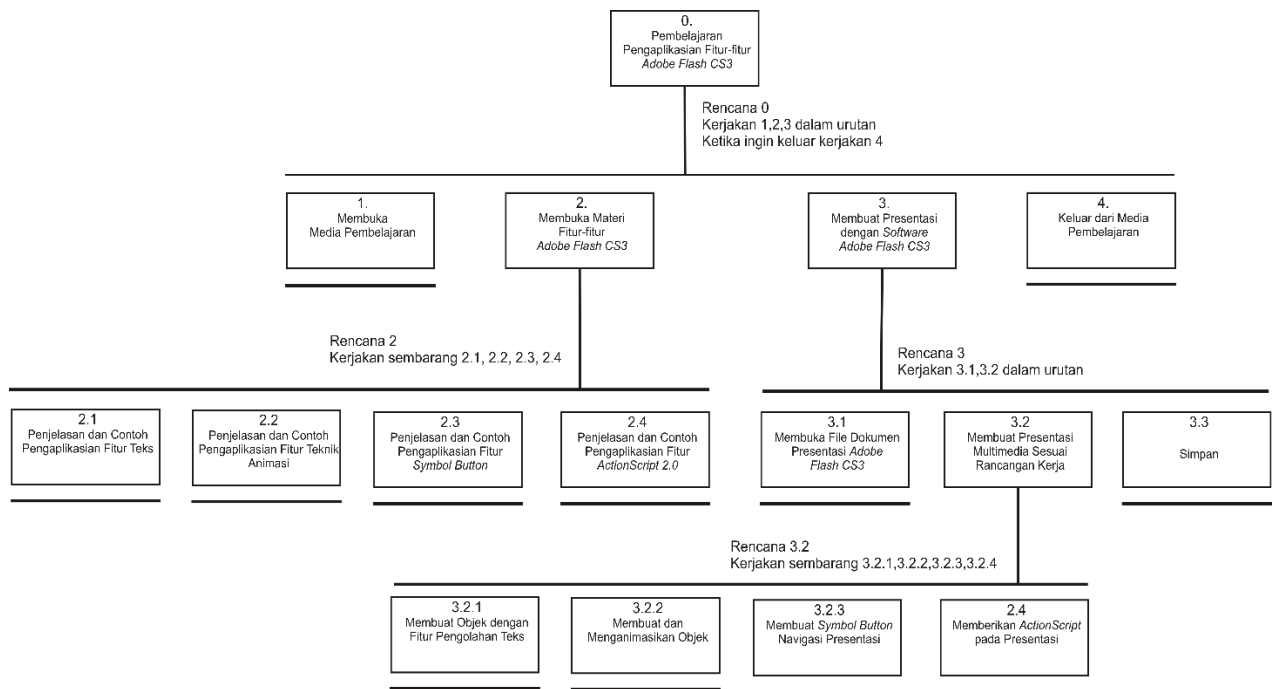 0.
Pembelajaran
Pengaplikasian Fitur-fitur
Adobe Flash CS3
Rencana 0
Kerjakan 1,2,3 dalam urutan
Ketika ingin keluar kerjakan 4
1.
Membuka
Media Pembelajaran
2.
Membuka Materi
Fitur-fitur
Adobe Flash CS3
3.
Membuat Presentasi
dengan Software
Adobe Flash CS3
4.
Keluar dari Media
Pembelajaran
Rencana 2
Kerjakan sembarang 2.1, 2.2, 2.3, 2.4
Rencana 3
Kerjakan 3.1,3.2 dalam urutan
2.1
Penjelasan dan Contoh
Pengaplikasian Fitur Teks
2.2
Penjelasan dan Contoh
Pengaplikasian Fitur Teknik
Animasi
2.3
Penjelasan dan Contoh
Pengaplikasian Fitur
Symbol Button
2.4
Penjelasan dan Contoh
Pengaplikasian Fitur
ActionScript 2.0
3.1
Membuka File Dokumen
Presentasi Adobe
Flash CS3
3.2
Membuat Presentasi
Multimedia Sesuai
Rancangan Kerja
3.3
Simpan
Rencana 3.2
Kerjakan sembarang 3.2.1,3.2.2,3.2.3,3.2.4
3.2.1
Membuat Objek dengan
Fitur Pengolahan Teks
3.2.2
Membuat dan
Menganimasikan Objek
3.2.3
Membuat Symbol Button
Navigasi Presentasi
2.4
Memberikan ActionScript
pada Presentasi